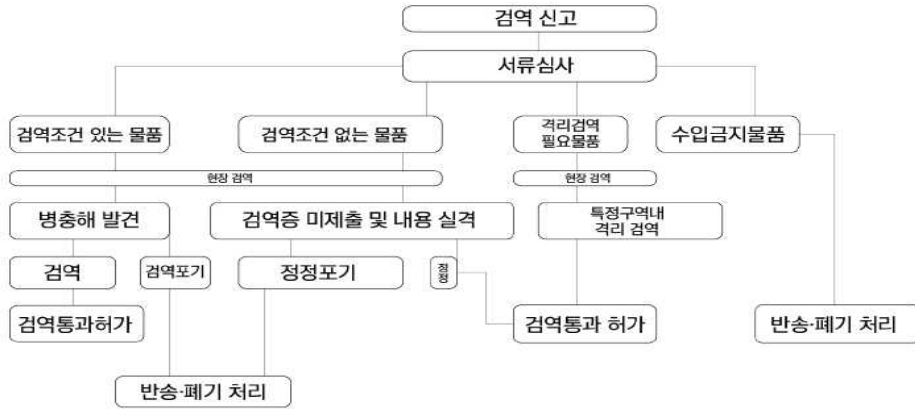 검역 신고
서류심사
검역조건 있는 물품
검역조건 없는 물품
격리검역
필요물품
수입금지물품
현장 검역
현장 검역
병충해 발견
검역증 미제출 및 내용 실격
특정구역내
격리 검역
검역
검역포기
정정포기
정정
검역통과허가
검역통과 허가
반송·폐기 처리
반송·폐기 처리